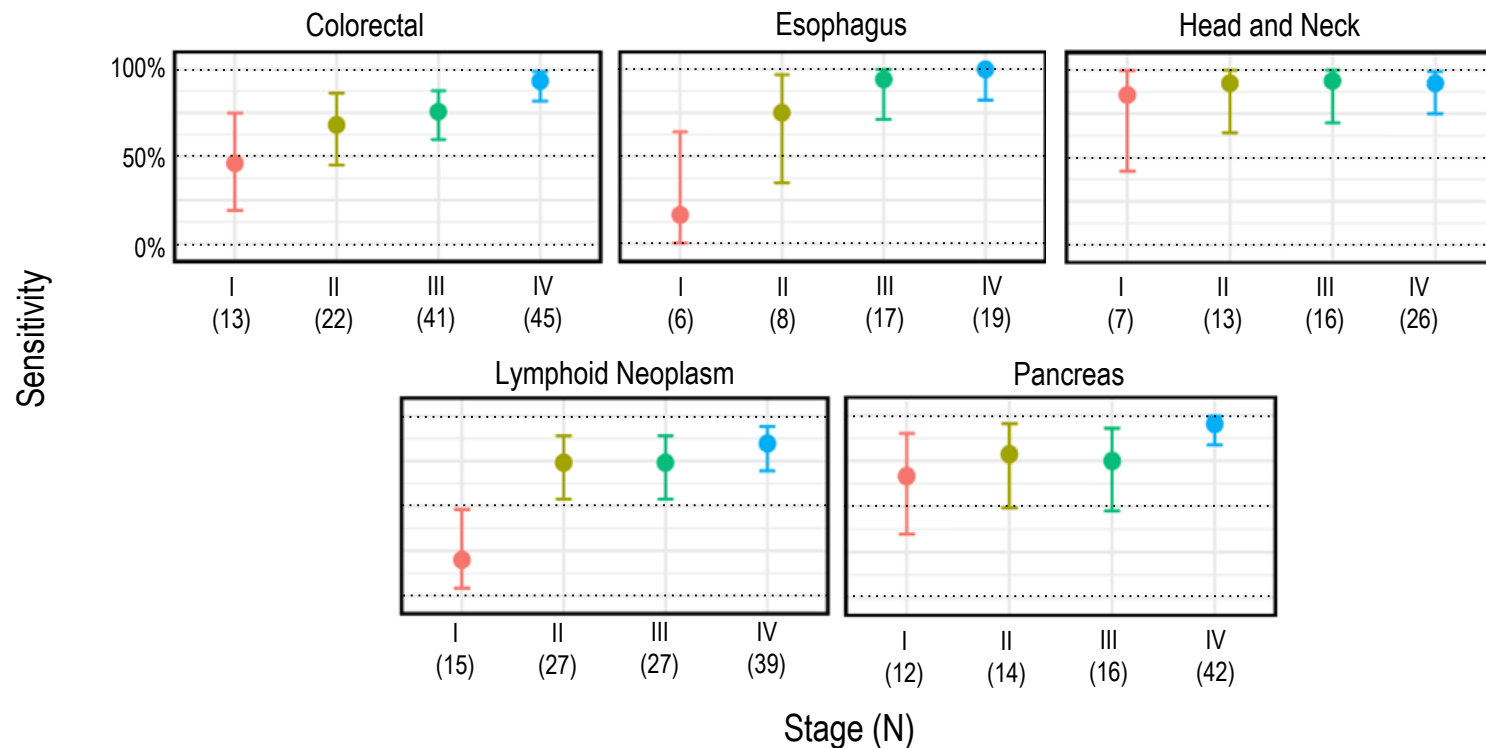 Colorectal Esophagus Head and Neck
100%
50%
0%
I II III IV I II III IV I II III IV
(13) (22) (41) (45) (6) (8) (17) (19) (7) (13) (16) (26)
Sensitivity
Lymphoid Neoplasm Pancreas
I II III IV I II III IV
(15) (27) (27) (39) (12) (14) (16) (42)
Stage (N)